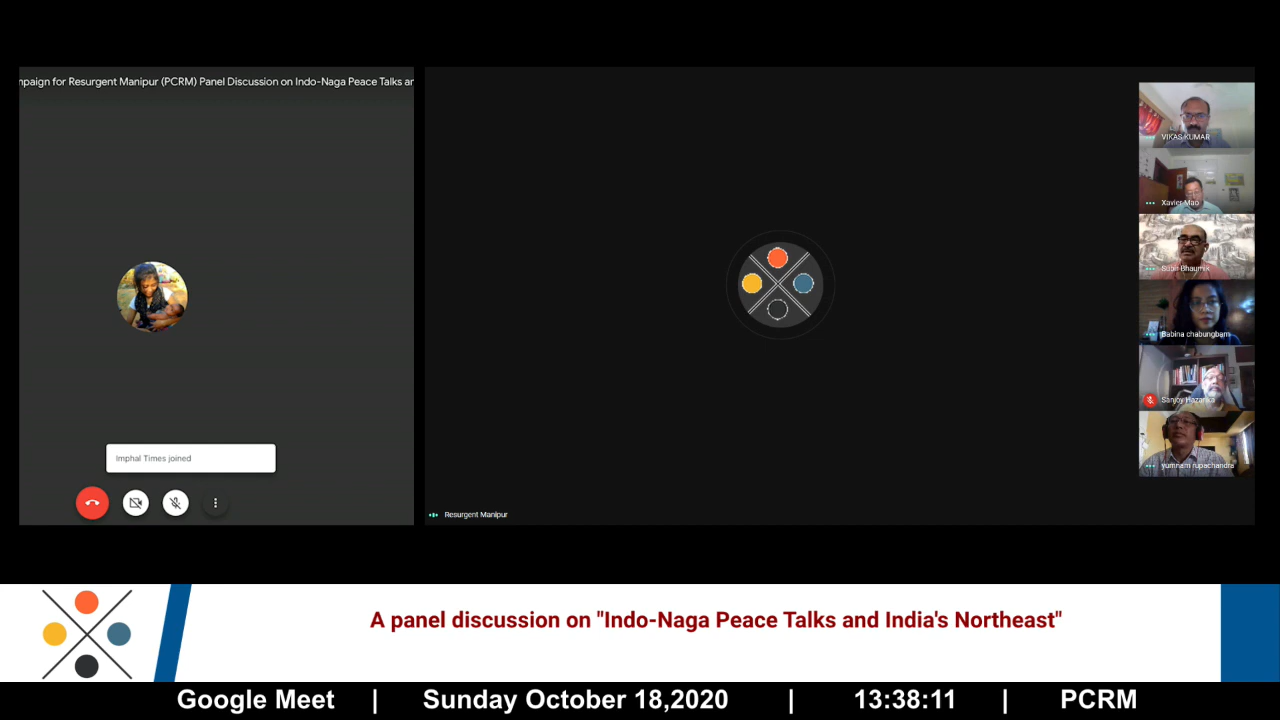 npaign for Resurgent Manipur (PCRM) Panel Discussion on Indo-Naga Peace Talks ar
VIKAS KUMAR
Xavier Mao
Subir Bhaumik
Babina chabungbam
Sanjoy Hazarika
yumnam rupachandra
Imphal Times joined
Resurgent Manipur
A panel discussion on "Indo-Naga Peace Talks and India's Northeast"
Google Meet | Sunday October 18,2020 | 13:38:11 | PCRM